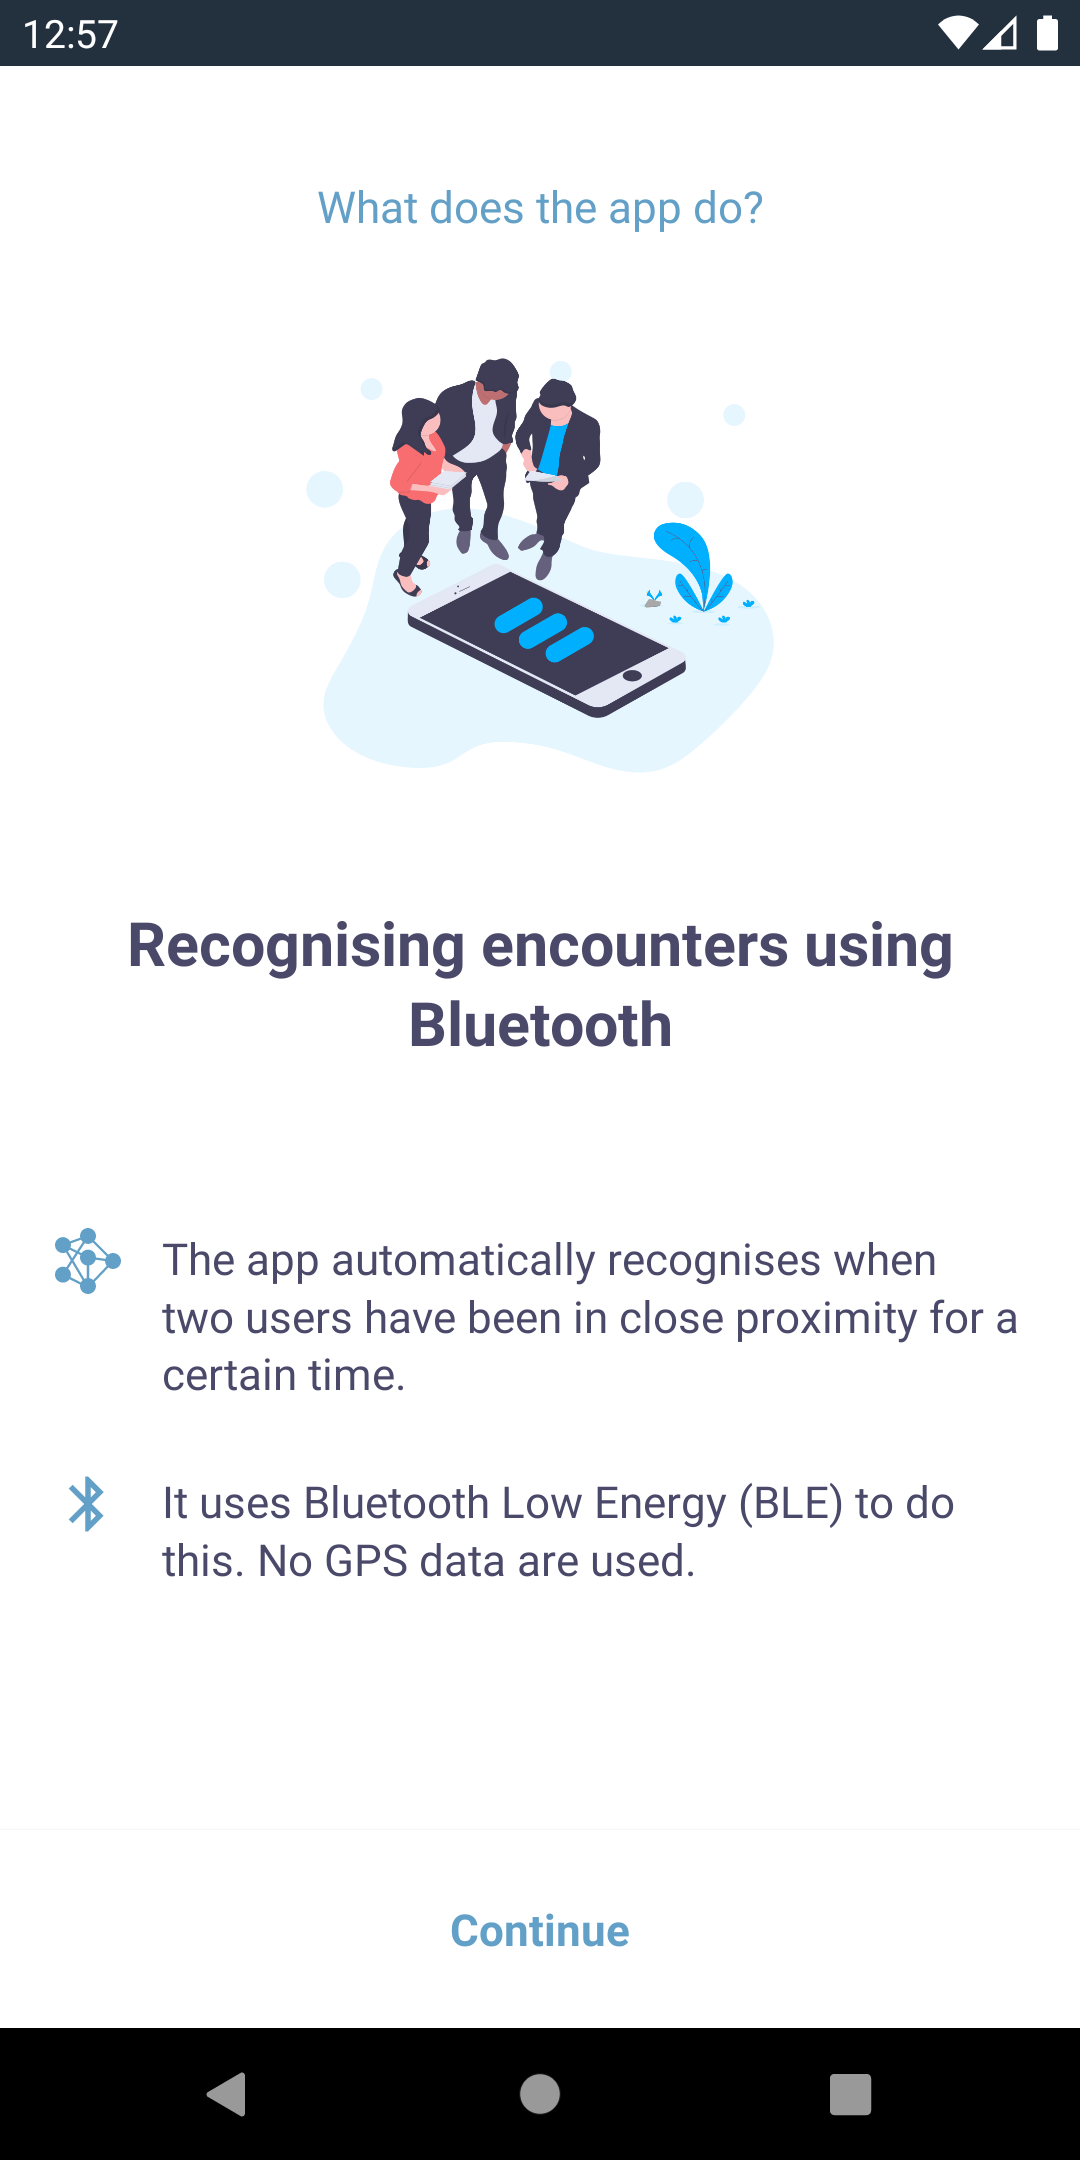 12:57
What does the app do?
Recognising encounters using
Bluetooth
The app automatically recognises when
two users have been in close proximity for a
certain time.
It uses Bluetooth Low Energy (BLE) to do
this. No GPS data are used.
Continue